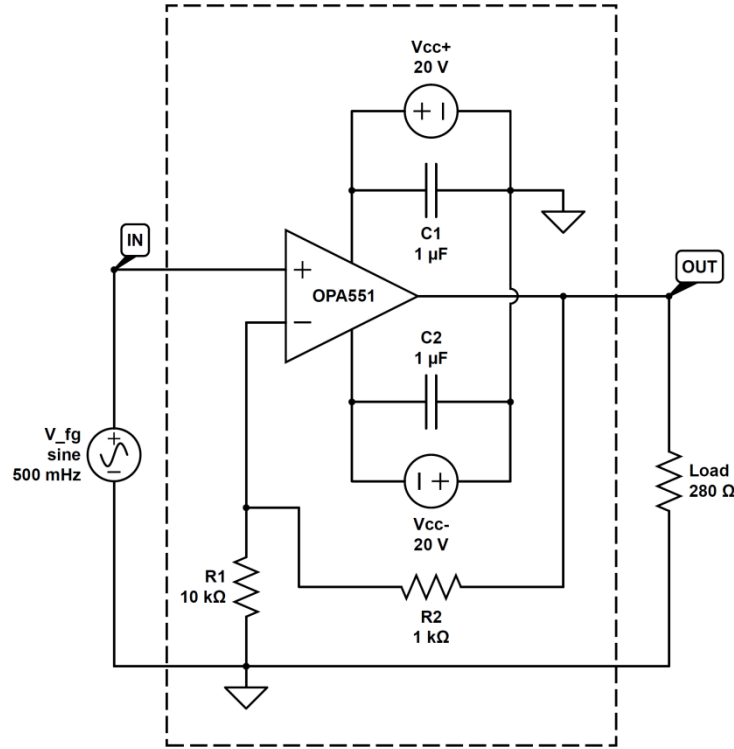 Vcc+
20 V
IN
C1
1 µF
+
OPA551
−
OUT
C2
1 µF
V_fg
sine
500 mHz
Load
280 Ω
Vcc-
20 V
R1
10 kΩ
R2
1 kΩ